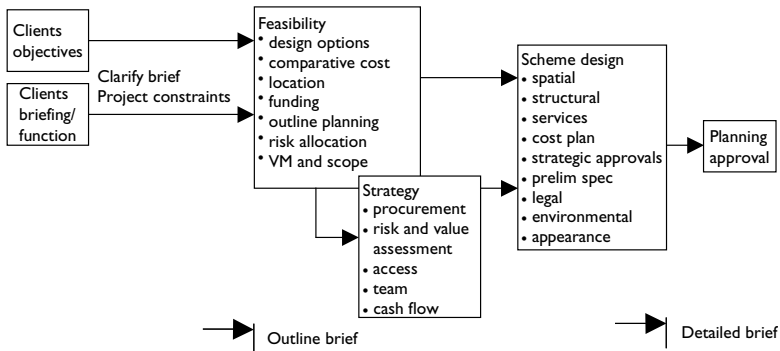 Clients
objectives
Clients
briefing/
function
Clarify brief
Project constraints
Feasibility
• design options
• comparative cost
• location
• funding
• outline planning
• risk allocation
• VM and scope
Strategy
• procurement
• risk and value
assessment
• access
• team
• cash flow
Scheme design
• spatial
• structural
• services
• cost plan
• strategic approvals
• prelim spec
• legal
• environmental
• appearance
Planning
approval
Outline brief
Detailed brief